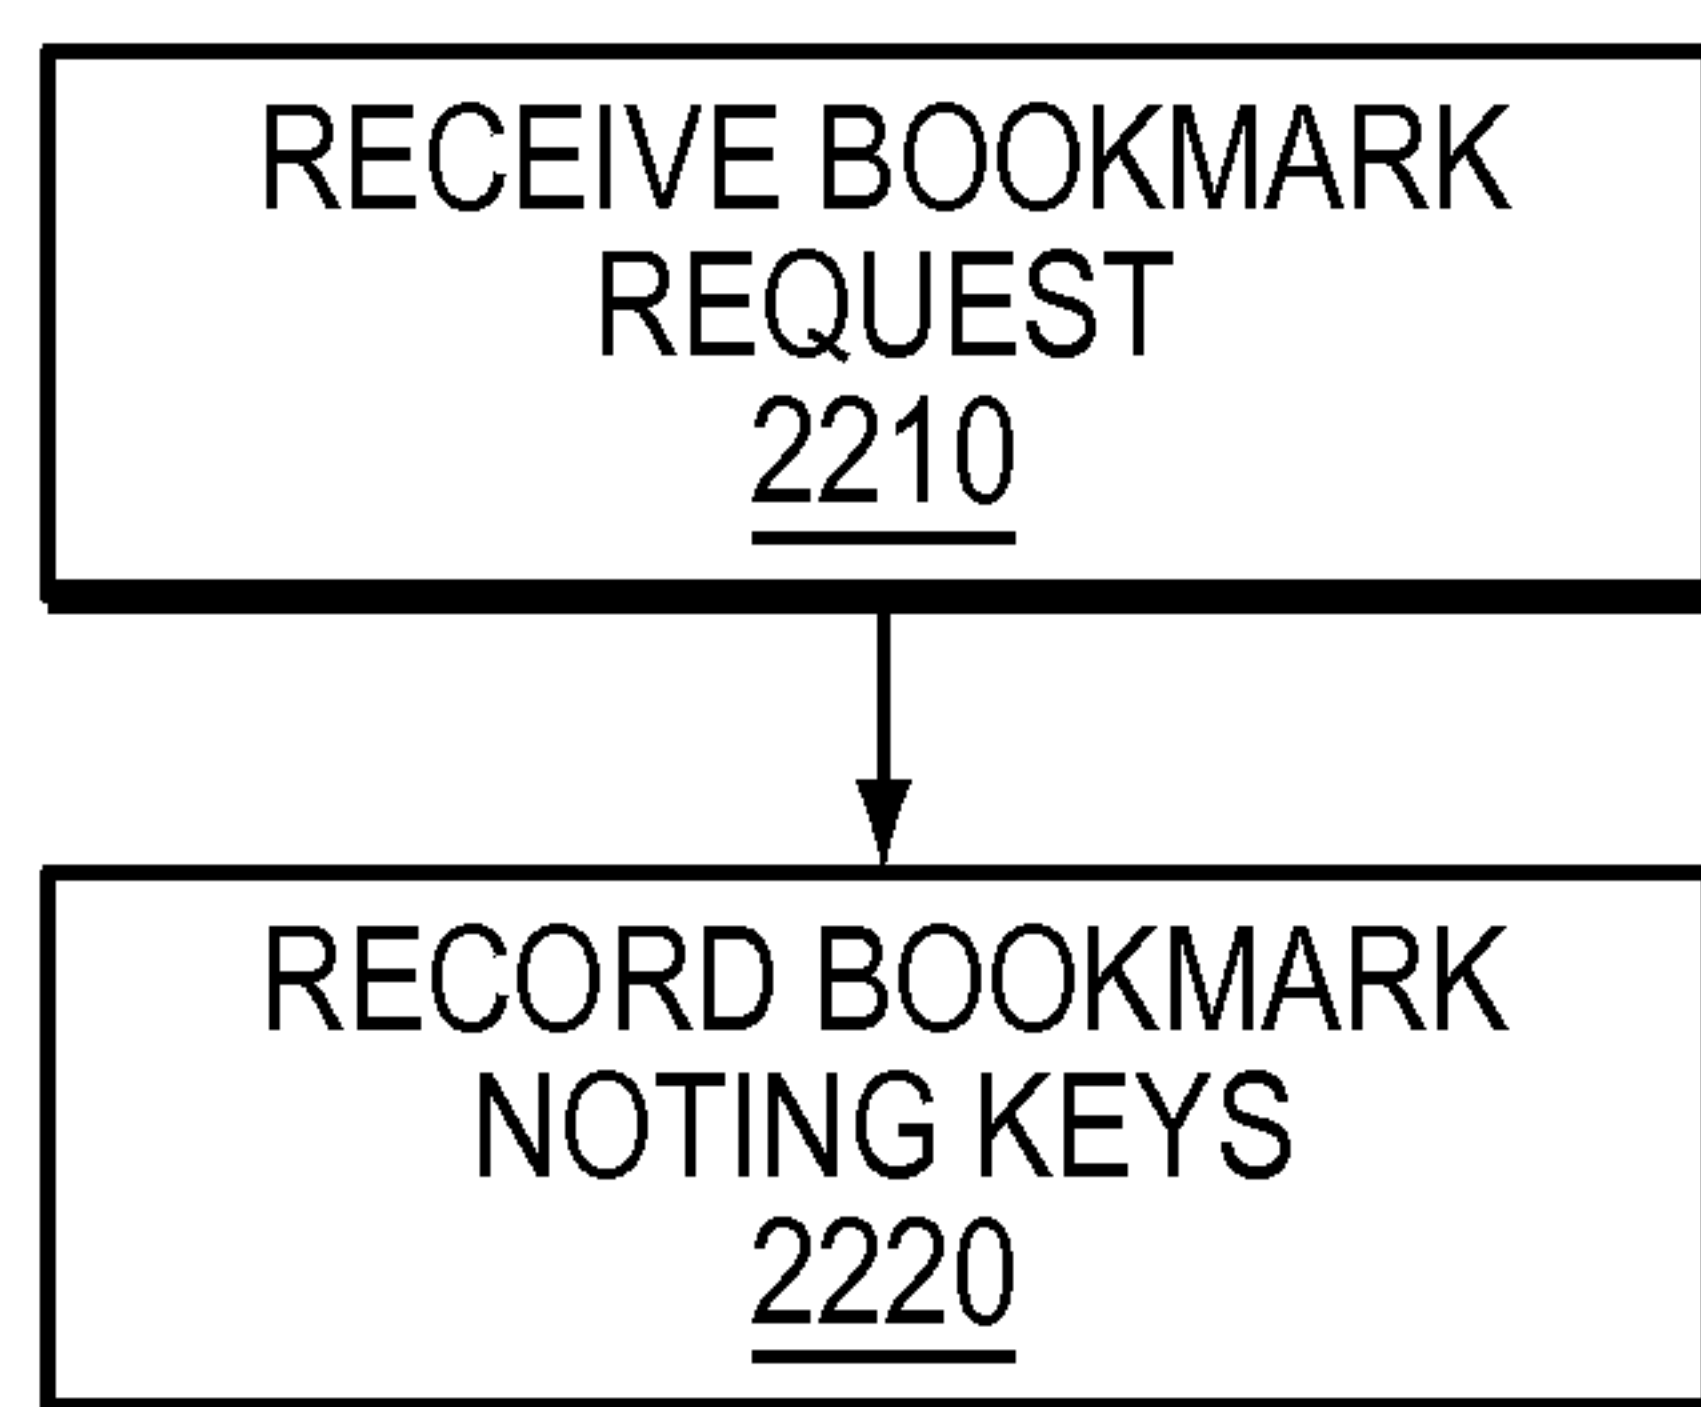 RECEIVE BOOKMARK
REQUEST
2210
RECORD BOOKMARK
NOTING KEYS
2220